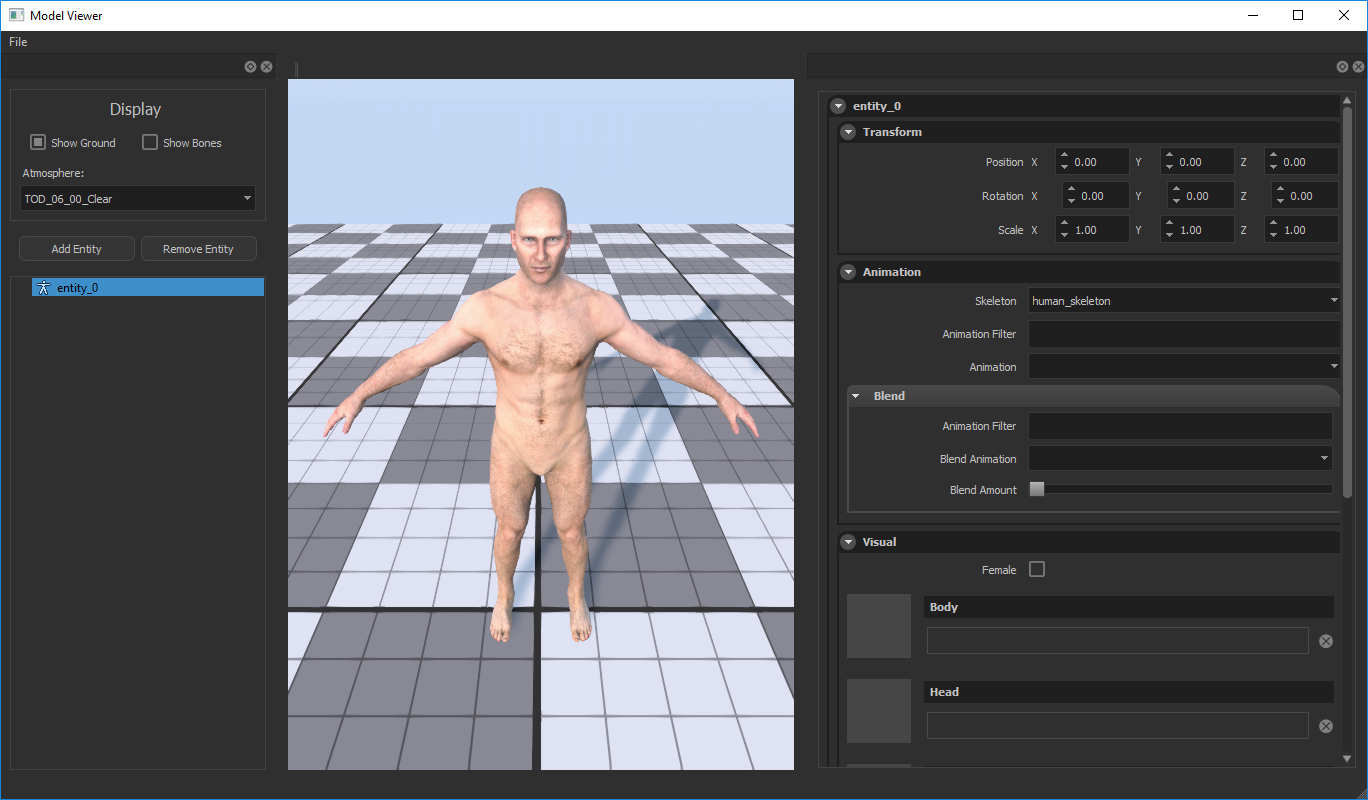 Model Viewer
File
Display
Show Ground Show Bones
Atmosphere:
TOD_06_00_Clear
Add Entity Remove Entity
entity_0
entity_0
Transform
Position X 0.00 Y 0.00 Z 0.00
Rotation X 0.00 Y 0.00 Z 0.00
Scale X 1.00 Y 1.00 Z 1.00
Animation
Skeleton human_skeleton
Animation Filter
Animation
Blend
Animation Filter
Blend Animation
Blend Amount
Visual
Female
Body
Head